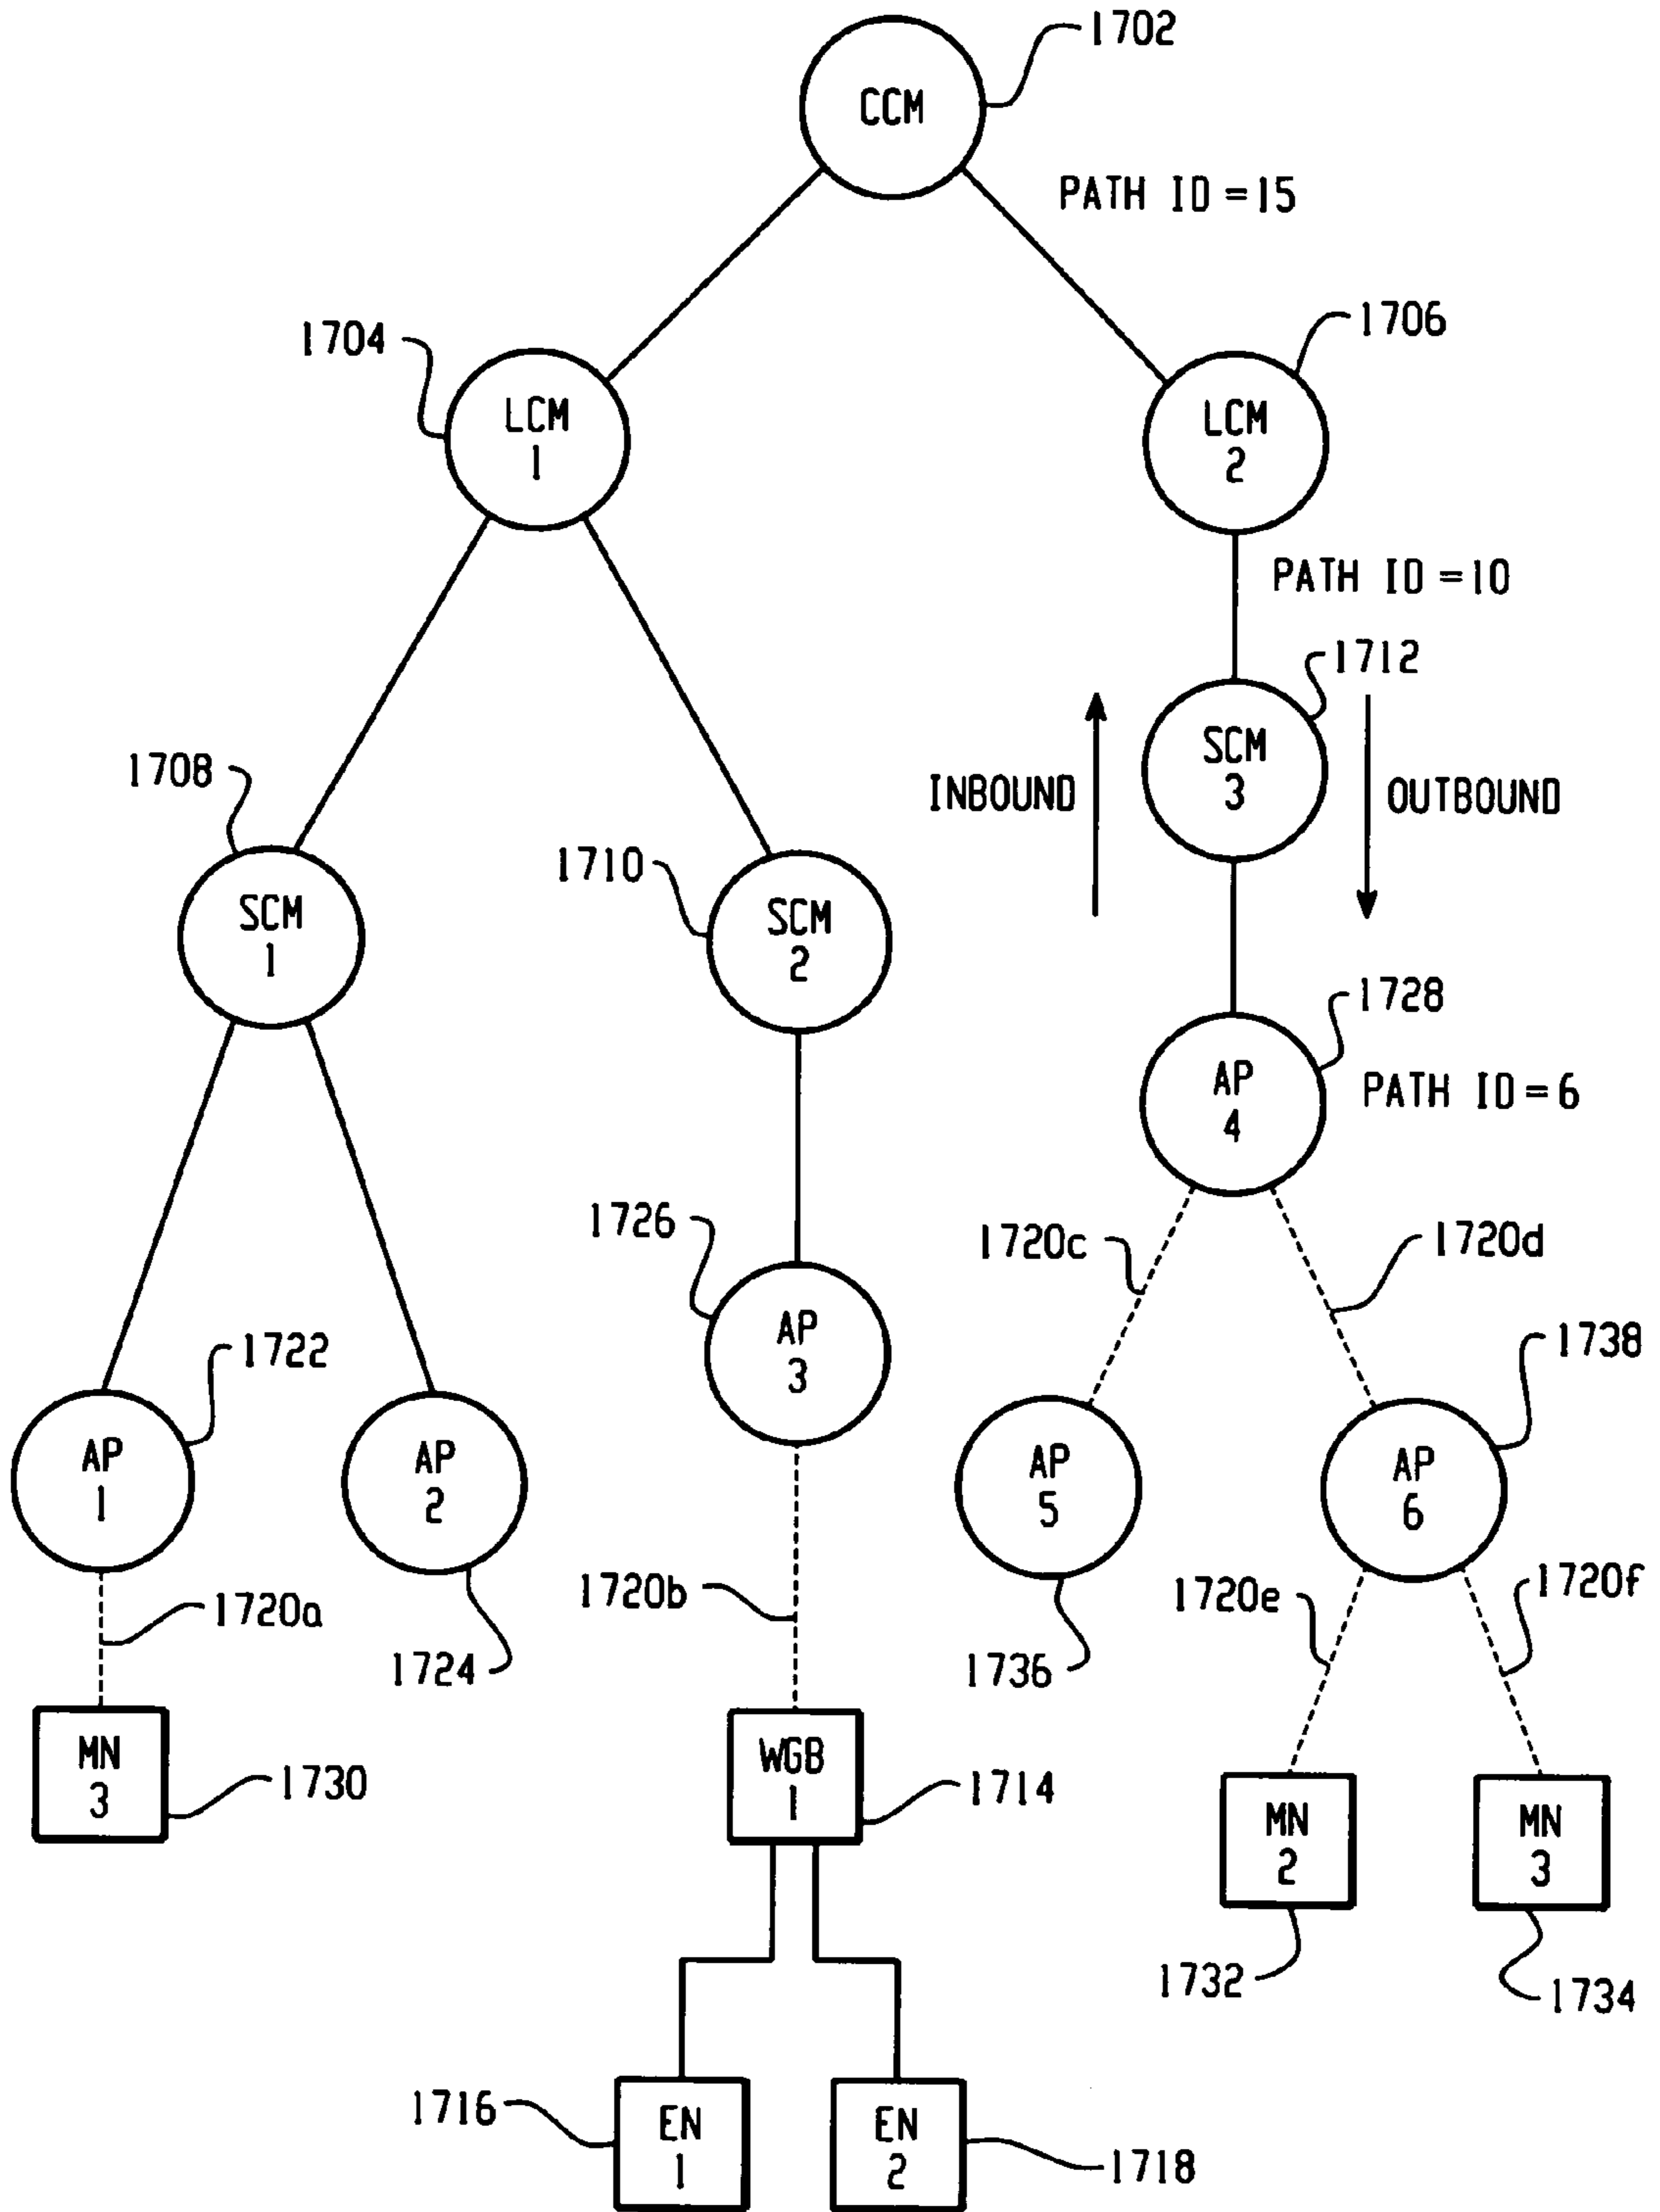 1702
CCM
PATH ID = 15
1704
1706
LCM
1
LCM
2
PATH ID = 10
1712
1708
1710
SCM
3
INBOUND
OUTBOUND
SCM
1
SCM
2
1728
AP
4
PATH ID = 6
1726
1720c
1720d
1722
AP
3
1738
AP
1
AP
2
AP
5
AP
6
1720a
1720b
1720e
1720f
1724
1736
MN
3
1730
WGB
1
1714
MN
2
MN
3
1732
1734
1716
EN
1
EN
2
1718